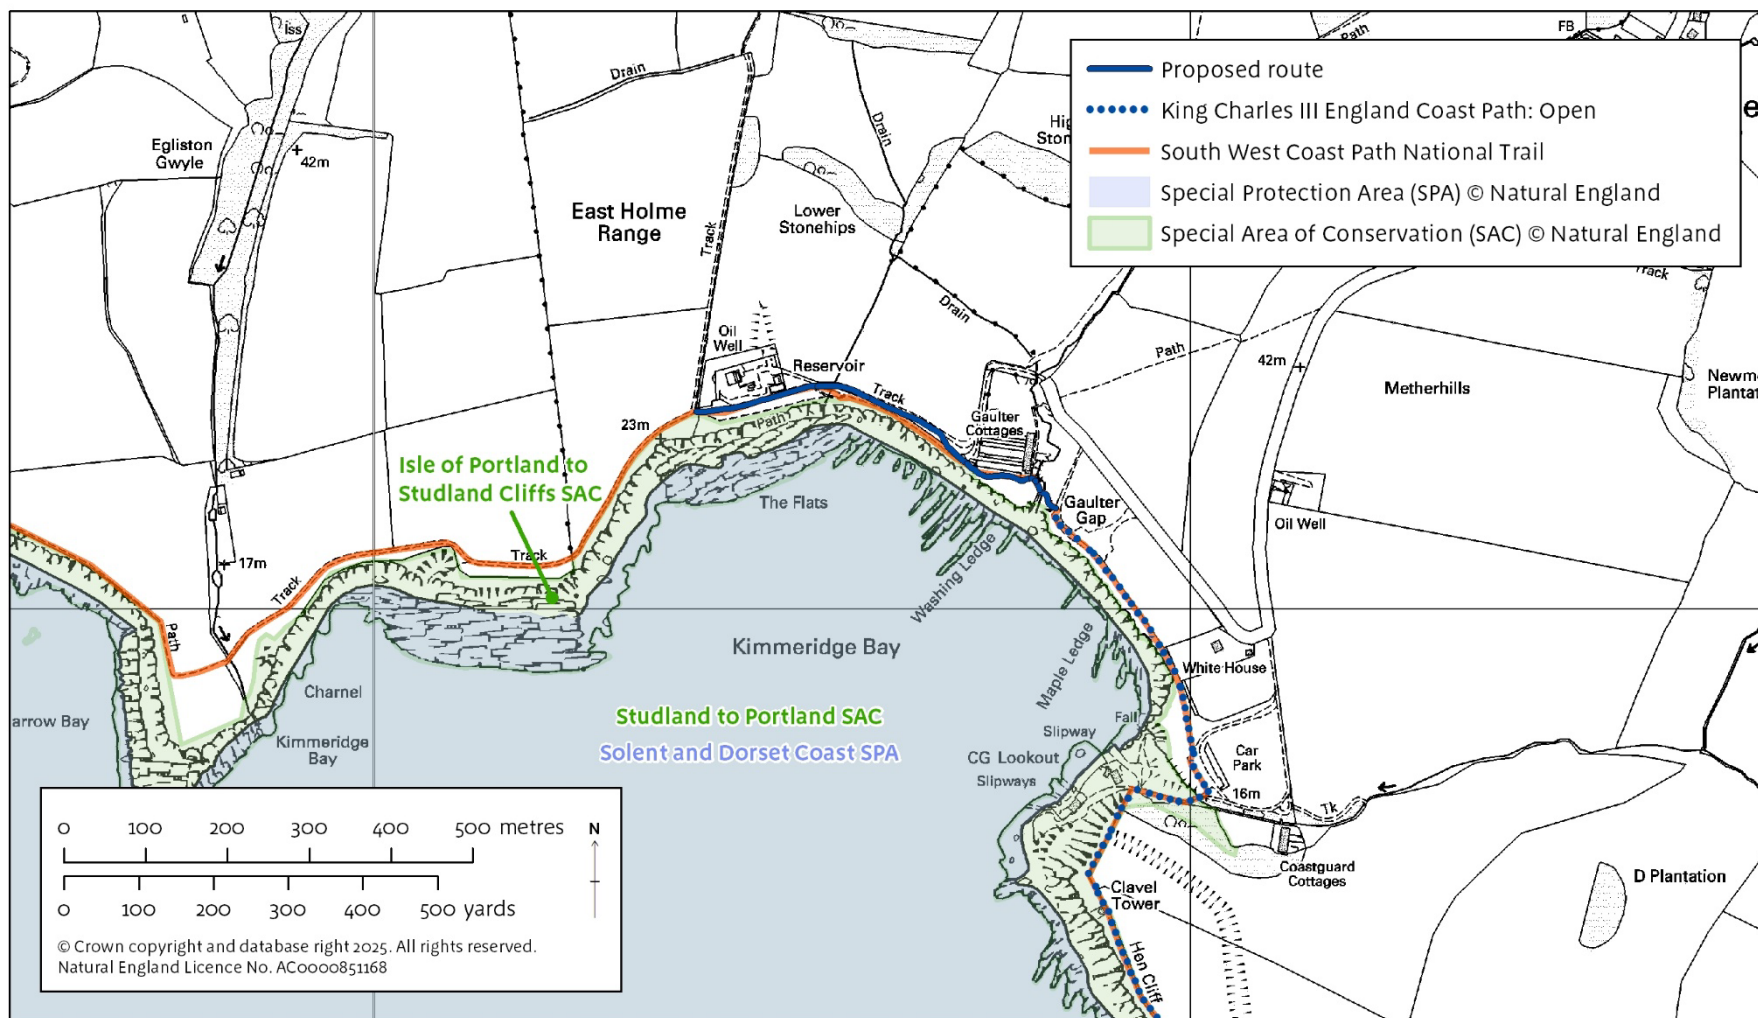 Iss
Drain
Path
FB
Proposed route
King Charles III England Coast Path: Open
South West Coast Path National Trail
Special Protection Area (SPA) © Natural England
Special Area of Conservation (SAC) © Natural England
Egliston
Gwyle
42m
Drain
East Holme
Range
Track
Lower
Stonehips
Track
Drain
Oil
Well
Reservoir
Path
42m
Metherhills
Track
Gaulter
Cottages
23m
Path
Isle of Portland to
Studland Cliffs SAC
The Flats
Gaulter
Gap
Oil Well
Washing Ledge
17m
Track
Track
Path
Kimmeridge Bay
Maple Ledge
White House
Charnel
Studland to Portland SAC
Solent and Dorset Coast SPA
Fall
Slipway
Kimmeridge
Bay
CG Lookout
Slipways
Car
Park
16m
Tk
Coastguard
Cottages
Clavel
Tower
D Plantation
Hen Cliff
0 100 200 300 400 500 metres
N
0 100 200 300 400 500 yards
© Crown copyright and database right 2025. All rights reserved.
Natural England Licence No. AC0000851168